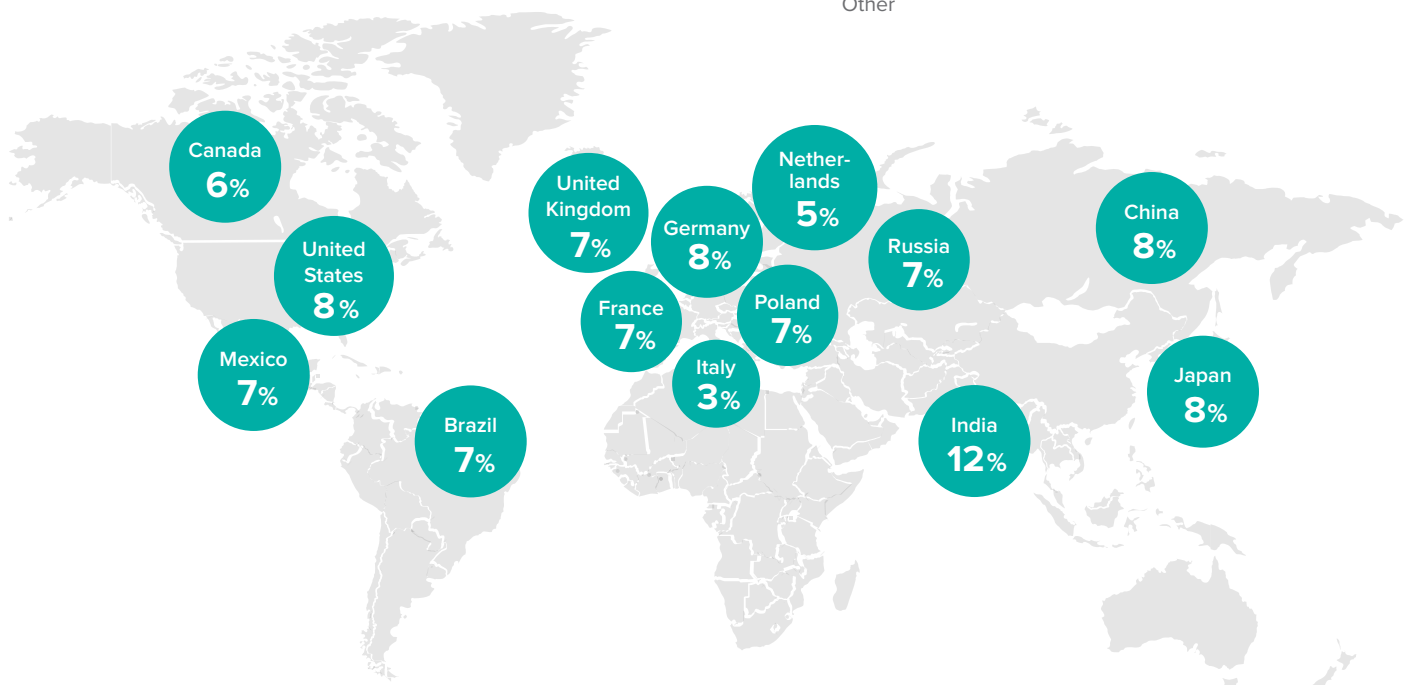 Other
Canada
6%
United
States
8%
Mexico
7%
Brazil
7%
United
Kingdom
7%
Germany
8%
Nether-
lands
5%
France
7%
Poland
7%
Italy
3%
Russia
7%
China
8%
Japan
8%
India
12%